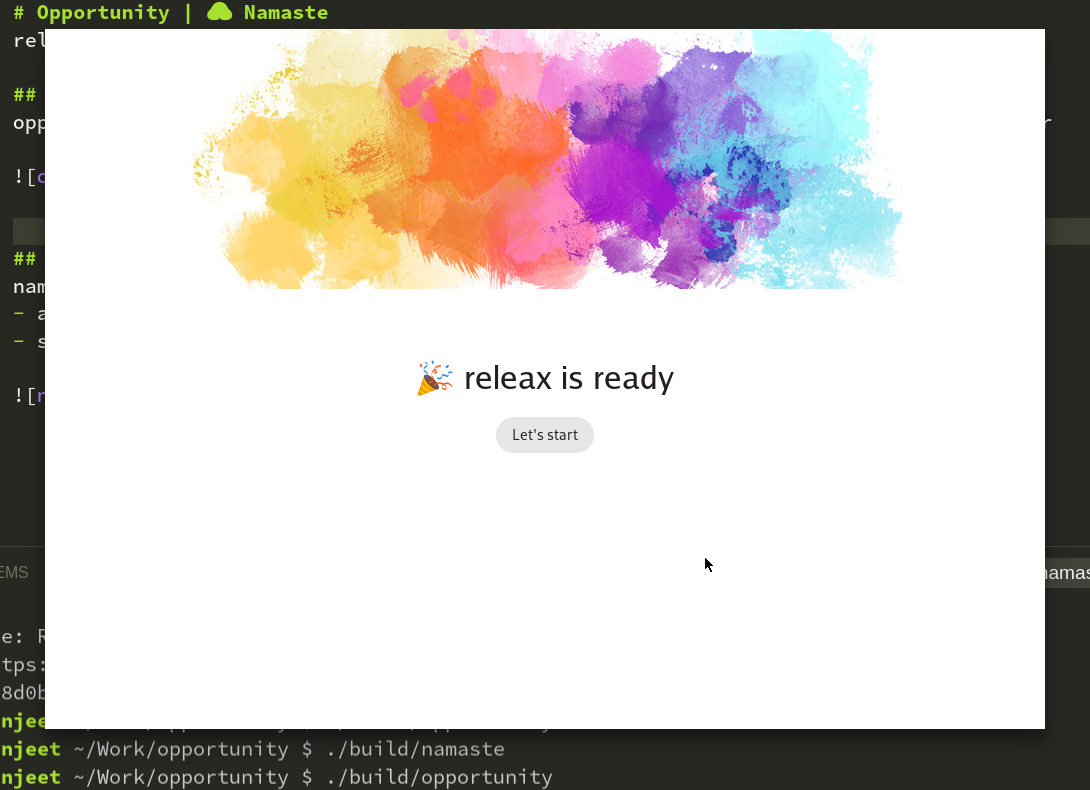 # Opportunity | Namaste
rel
##
opp
![
##
nam
- a
- s
![
🎉 releax is ready
Let's start
EMS
namas
e: R
tps:
8d0b
njee
njeet ~/Work/opportunity $ ./build/namaste
njeet ~/Work/opportunity $ ./build/opportunity